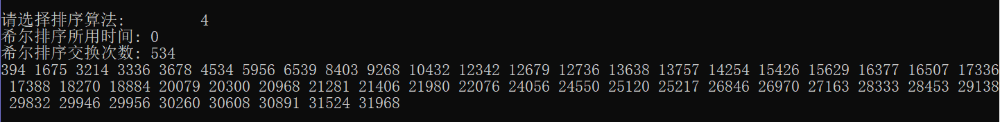 请选择排序算法:         4
希尔排序所用时间: 0
希尔排序交换次数: 534
394 1675 3214 3336 3678 4534 5956 6539 8403 9268 10432 12342 12679 12736 13638 13757 14254 15426 15629 16377 16507 17336
17388 18270 18884 20079 20300 20968 21281 21406 21980 22076 24056 24550 25120 25217 26846 26970 27163 28333 28453 29138
29832 29946 29956 30260 30608 30891 31524 31968